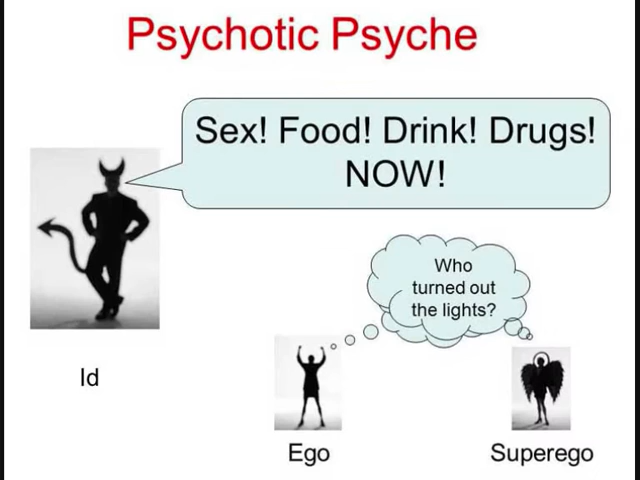 Psychotic Psyche
Sex! Food! Drink! Drugs!
NOW!
Who
turned out
the lights?
Id
Ego
Superego